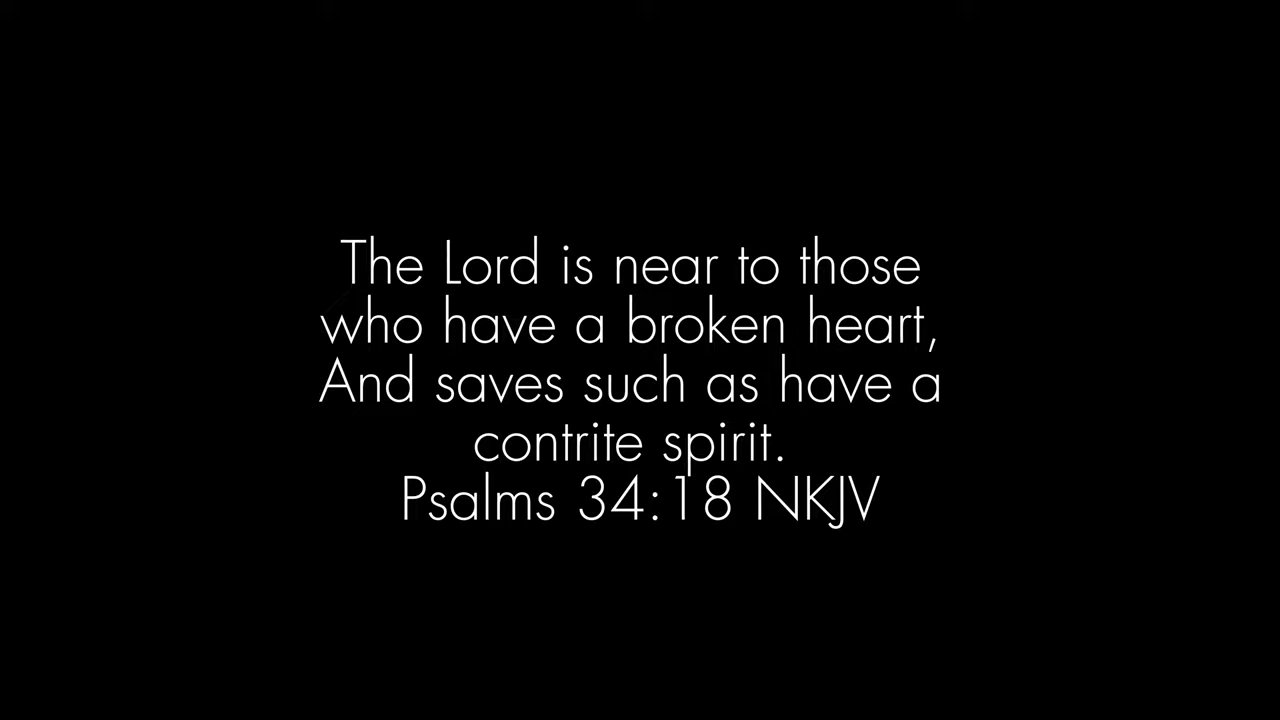 The Lord is near to those
who have a broken heart,
And saves such as have a
contrite spirit.
Psalms 34:18 NKJV